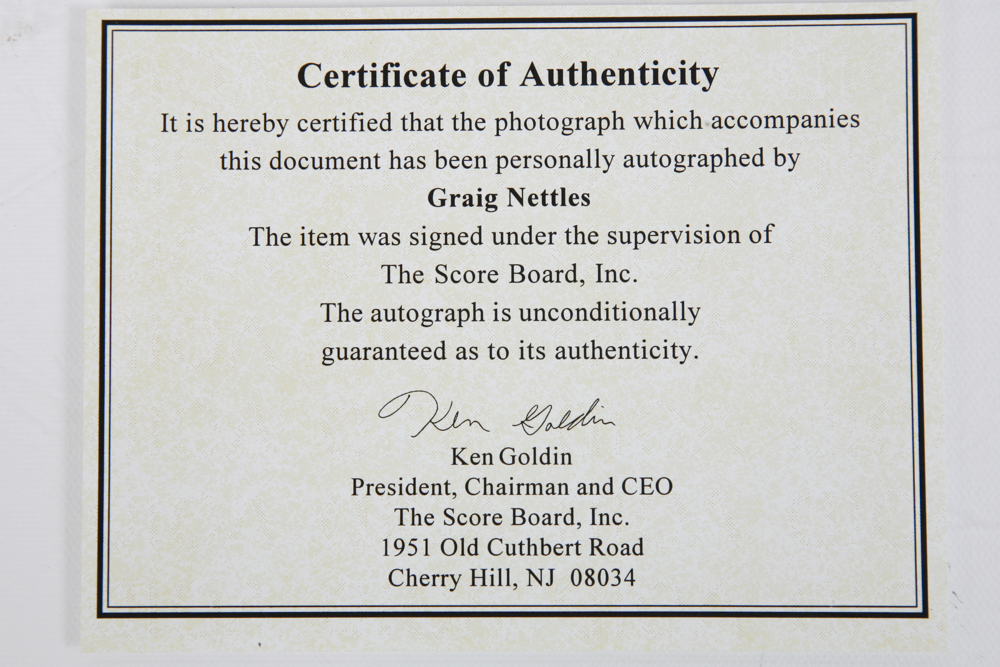 Certificate of Authenticity
It is hereby certified that the photograph which accompanies
this document has been personally autographed by
Graig Nettles
The item was signed under the supervision of
The Score Board, Inc.
The autograph is unconditionally
guaranteed as to its authenticity.
Ken Goldin
Ken Goldin
President, Chairman and CEO
The Score Board, Inc.
1951 Old Cuthbert Road
Cherry Hill, NJ 08034